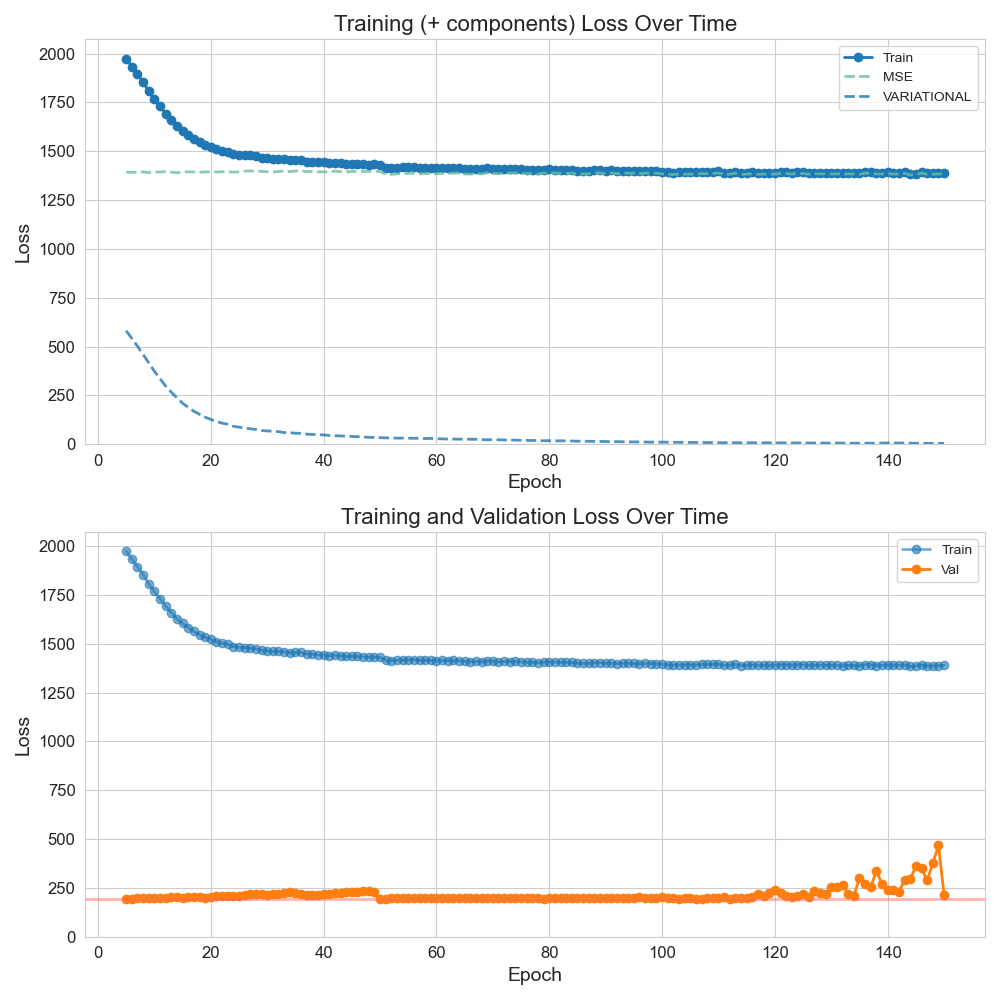 Training (+ components) Loss Over Time
2000
1750
1500
1250
1000
750
500
250
0
Loss
Train
MSE
VARIATIONAL
0 20 40 60 80 100 120 140
Epoch
Training and Validation Loss Over Time
2000
1750
1500
1250
1000
750
500
250
0
Loss
Train
Val
0 20 40 60 80 100 120 140
Epoch